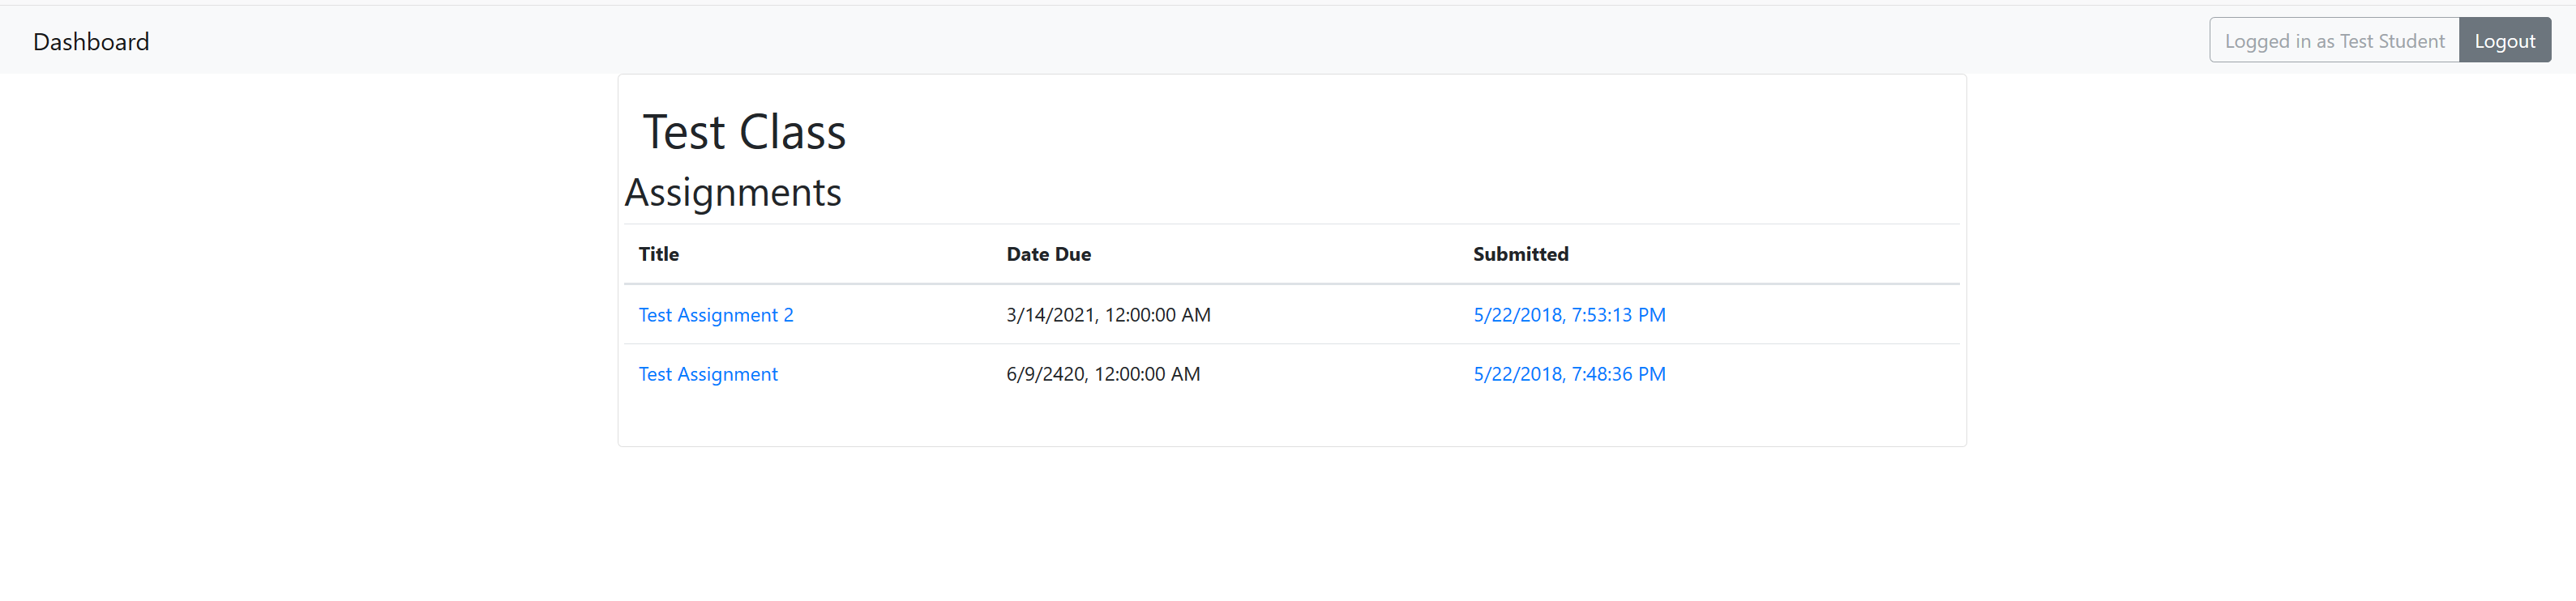 Dashboard Logged in as Test Student Logout
Test Class
Assignments
Title Date Due Submitted
Test Assignment 2 3/14/2021, 12:00:00 AM 5/22/2018, 7:53:13 PM
Test Assignment 6/9/2420, 12:00:00 AM 5/22/2018, 7:48:36 PM